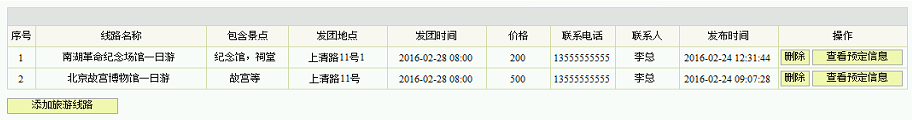 序号 线路名称 包含景点 发团地点 发团时间 价格 联系电话 联系人 发布时间 操作
1 南湖革命纪念场馆一日游 纪念馆，祠堂 上清路11号1 2016-02-28 08:00 200 13555555555 李总 2016-02-24 12:31:44 删除 查看预定信息
2 北京故宫博物馆一日游 故宫等 上清路11号 2016-02-28 08:00 500 13555555555 李总 2016-02-24 09:07:28 删除 查看预定信息
添加旅游线路